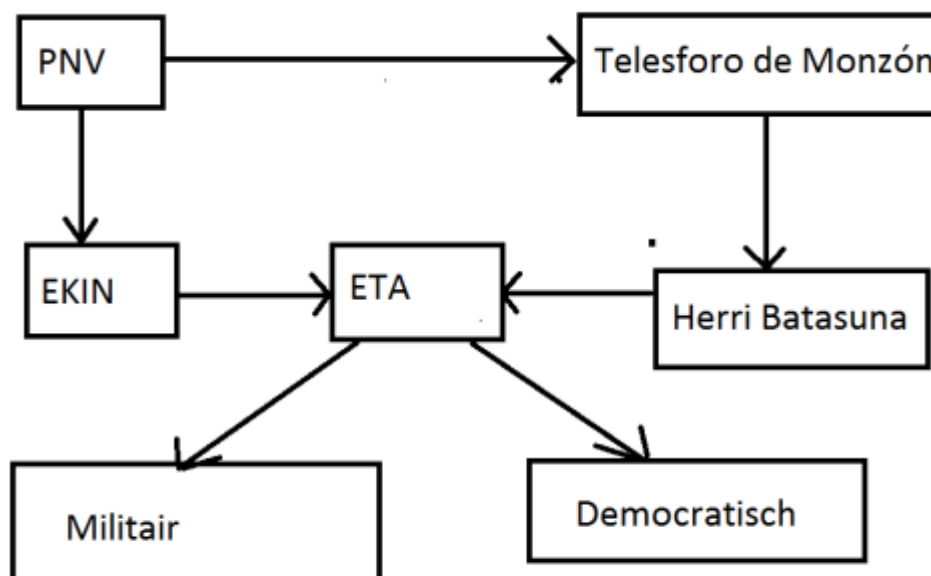 PNV
Telesforo de Monzón
EKIN
ETA
Herri Batasuna
Militair
Democratisch